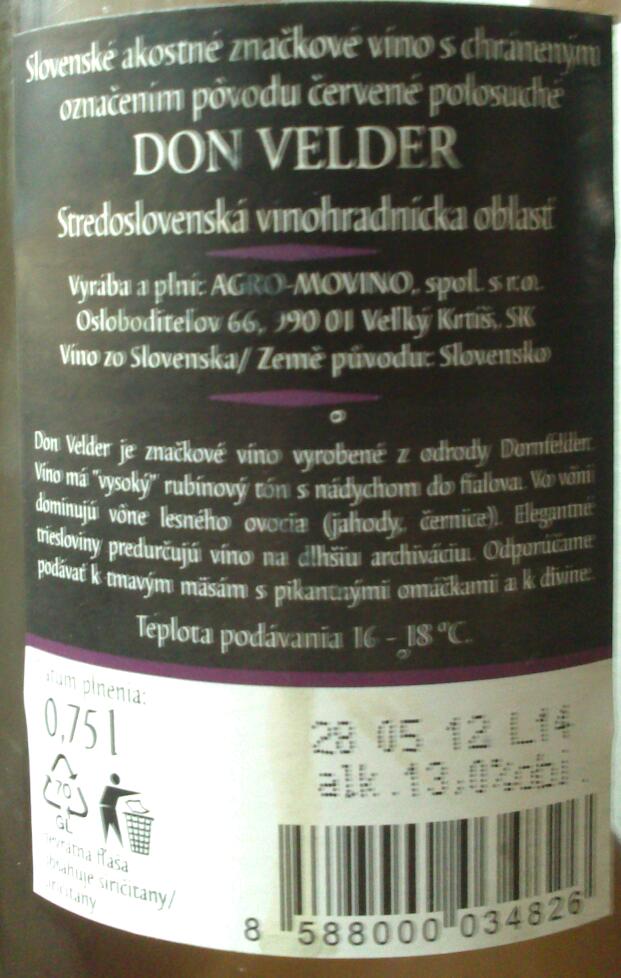 Slovenské akostné značkové víno s chráneným
označením pôvodu červené polosuché
DON VELDER
Stredoslovenská vinohradnícka oblasť
Vyrába a plní: AGRO-MOVINO, spol. s r.o.
Osloboditeľov 66, 990 01 Veľký Krtíš, SK
Víno zo Slovenska/ Země původu: Slovensko
Don Velder je značkové víno vyrobené z odrody Dornfelder.
Víno má "vysoký" rubínový tón s nádychom do fialova. Vo vôni
dominujú vône lesného ovocia (jahody, černice). Elegantné
triesloviny predurčujú víno na dlhšiu archiváciu. Odporúčame
podávať k tmavým mäsám s pikantnými omáčkami a k divine.
Teplota podávania 16 - 18 °C.
plnenia:
0,75 l
28 05 12 L14
alk.13,0%obj.
70
GL
fľaša
siričitany/
8 588000 034826